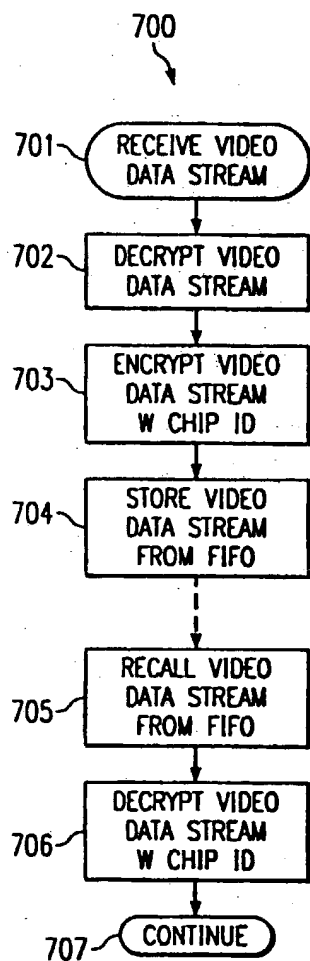 700
701
RECEIVE VIDEO
DATA STREAM
702
DECRYPT VIDEO
DATA STREAM
703
ENCRYPT VIDEO
DATA STREAM
W CHIP ID
704
STORE VIDEO
DATA STREAM
FROM FIFO
705
RECALL VIDEO
DATA STREAM
FROM FIFO
706
DECRYPT VIDEO
DATA STREAM
W CHIP ID
707
CONTINUE